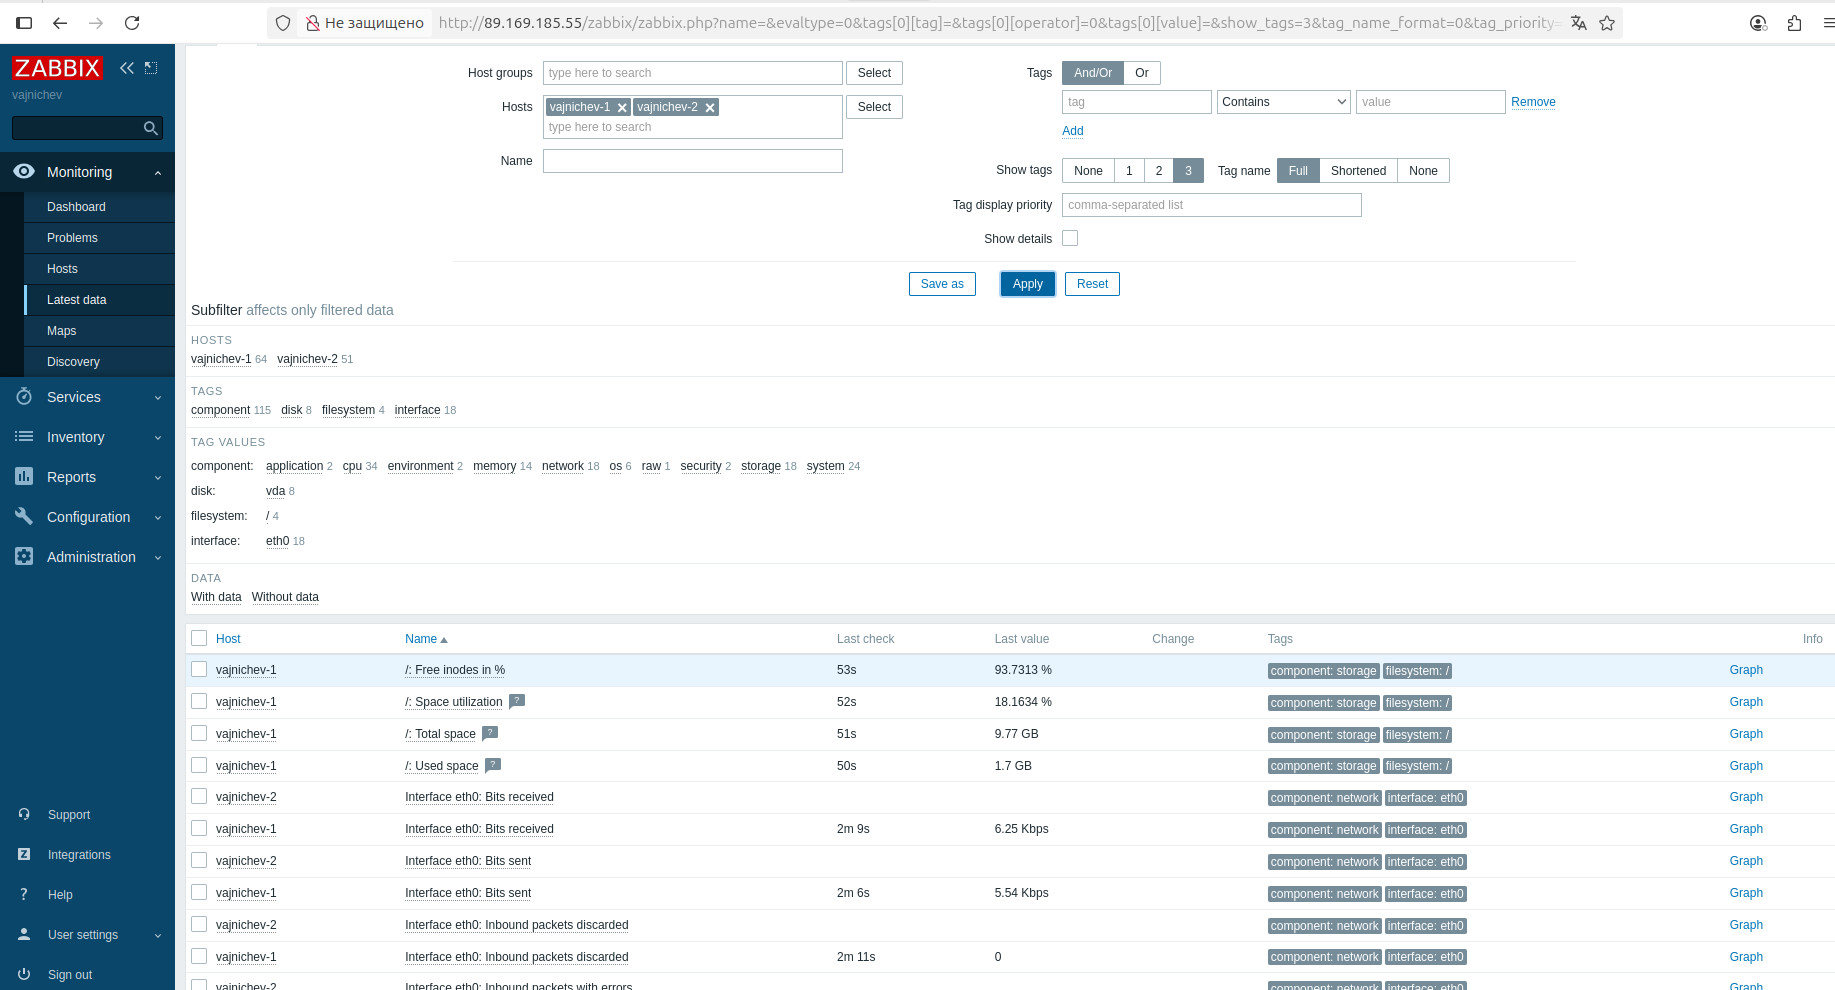 Не защищено http://89.169.185.55/zabbix/zabbix.php?name=&evaltype=0&tags[0][tag]=&tags[0][operator]=0&tags[0][value]=&show_tags=3&tag_name_format=0&tag_priority=
ZABBIX
vajnichev
Monitoring
Dashboard
Problems
Hosts
Latest data
Maps
Discovery
Services
Inventory
Reports
Configuration
Administration
Support
Integrations
Help
User settings
Sign out
Host groups type here to search Select
Hosts vajnichev-1 vajnichev-2 Select
type here to search
Name
Tags And/Or Or
tag Contains value Remove
Add
Show tags None 1 2 3 Tag name Full Shortened None
Tag display priority comma-separated list
Show details
Save as Apply Reset
Subfilter affects only filtered data
HOSTS
vajnichev-1 64 vajnichev-2 51
TAGS
component 115 disk 8 filesystem 4 interface 18
TAG VALUES
component: application 2 cpu 34 environment 2 memory 14 network 18 os 6 raw 1 security 2 storage 18 system 24
disk: vda 8
filesystem: / 4
interface: eth0 18
DATA
With data Without data
Host Name Last check Last value Change Tags Info
vajnichev-1 /: Free inodes in % 53s 93.7313 % component: storage filesystem: / Graph
vajnichev-1 /: Space utilization ? 52s 18.1634 % component: storage filesystem: / Graph
vajnichev-1 /: Total space ? 51s 9.77 GB component: storage filesystem: / Graph
vajnichev-1 /: Used space ? 50s 1.7 GB component: storage filesystem: / Graph
vajnichev-2 Interface eth0: Bits received component: network interface: eth0 Graph
vajnichev-1 Interface eth0: Bits received 2m 9s 6.25 Kbps component: network interface: eth0 Graph
vajnichev-2 Interface eth0: Bits sent component: network interface: eth0 Graph
vajnichev-1 Interface eth0: Bits sent 2m 6s 5.54 Kbps component: network interface: eth0 Graph
vajnichev-2 Interface eth0: Inbound packets discarded component: network interface: eth0 Graph
vajnichev-1 Interface eth0: Inbound packets discarded 2m 11s 0 component: network interface: eth0 Graph
vajnichev-2 Interface eth0: Inbound packets with errors component: network interface: eth0 Graph